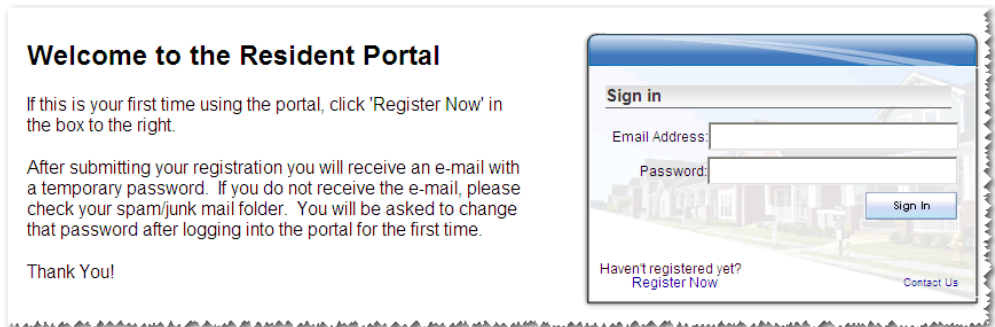 Welcome to the Resident Portal
If this is your first time using the portal, click 'Register Now' in
the box to the right.
After submitting your registration you will receive an e-mail with
a temporary password.  If you do not receive the e-mail, please
check your spam/junk mail folder.  You will be asked to change
that password after logging into the portal for the first time.
Thank You!
Sign in
Email Address:
Password:
Sign In
Haven't registered yet?
Register Now
Contact Us